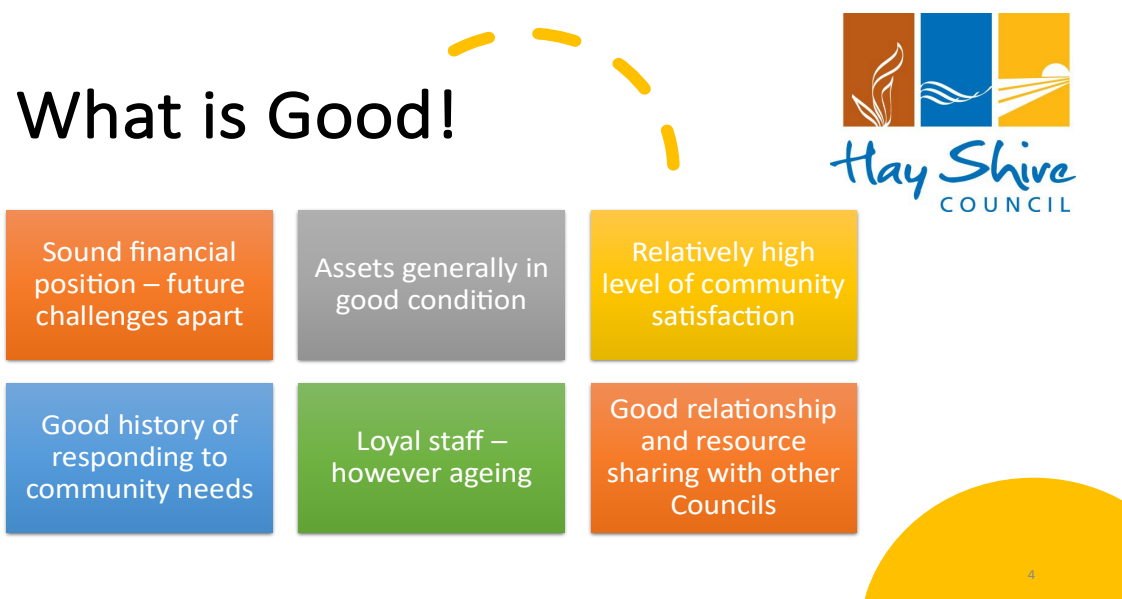 What is Good!
Hay Shire
COUNCIL
Sound financial
position – future
challenges apart
Assets generally in
good condition
Relatively high
level of community
satisfaction
Good history of
responding to
community needs
Loyal staff –
however ageing
Good relationship
and resource
sharing with other
Councils
4